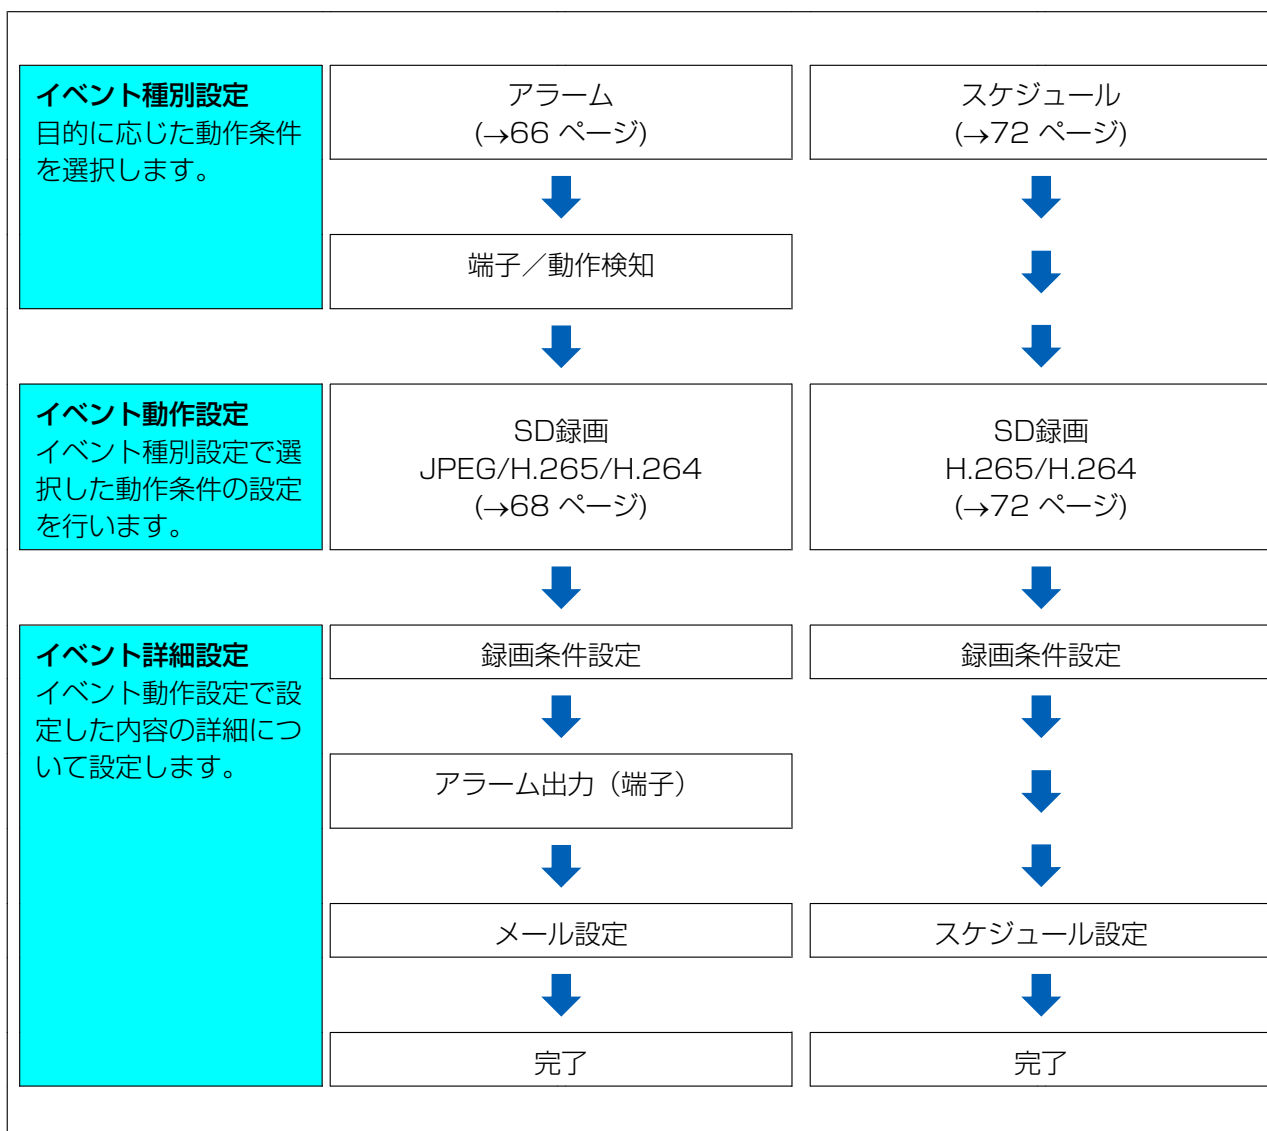 イベント種別設定
目的に応じた動作条件
を選択します。
アラーム
(→66 ページ)
スケジュール
(→72 ページ)
端子／動作検知
イベント動作設定
イベント種別設定で選
択した動作条件の設定
を行います。
SD録画
JPEG/H.265/H.264
(→68 ページ)
SD録画
H.265/H.264
(→72 ページ)
イベント詳細設定
イベント動作設定で設
定した内容の詳細につ
いて設定します。
録画条件設定
録画条件設定
アラーム出力（端子）
メール設定
スケジュール設定
完了
完了